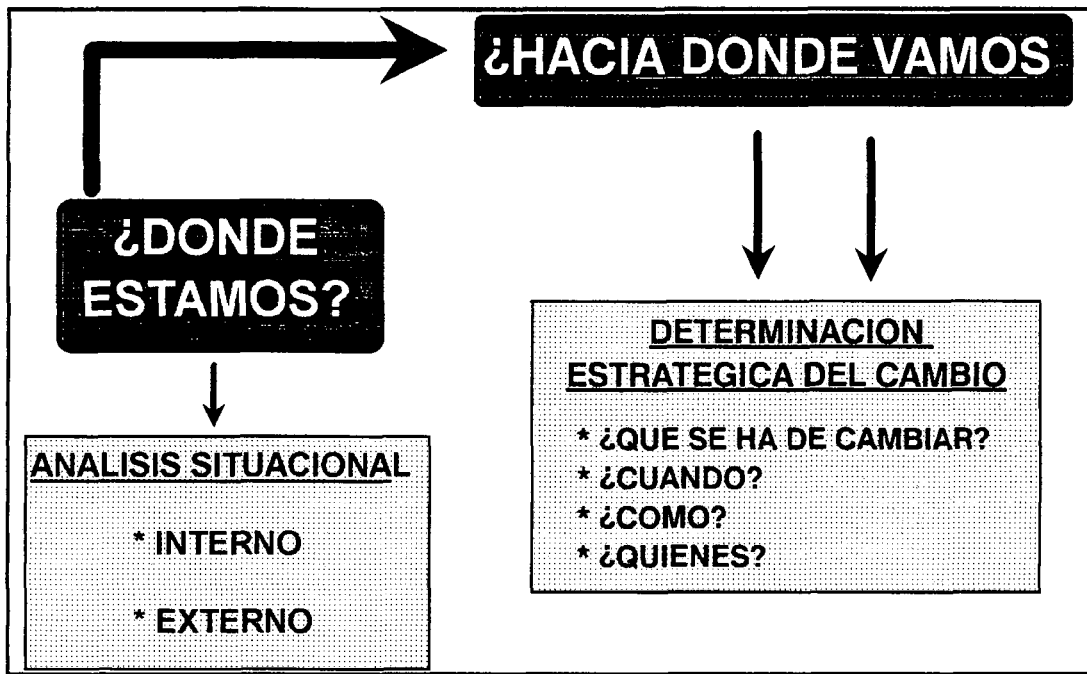 ¿HACIA DONDE VAMOS
¿DONDE
ESTAMOS?
DETERMINACION
ESTRATEGICA DEL CAMBIO
* ¿QUE SE HA DE CAMBIAR?
* ¿CUANDO?
* ¿COMO?
* ¿QUIENES?
ANALISIS SITUACIONAL
* INTERNO
* EXTERNO